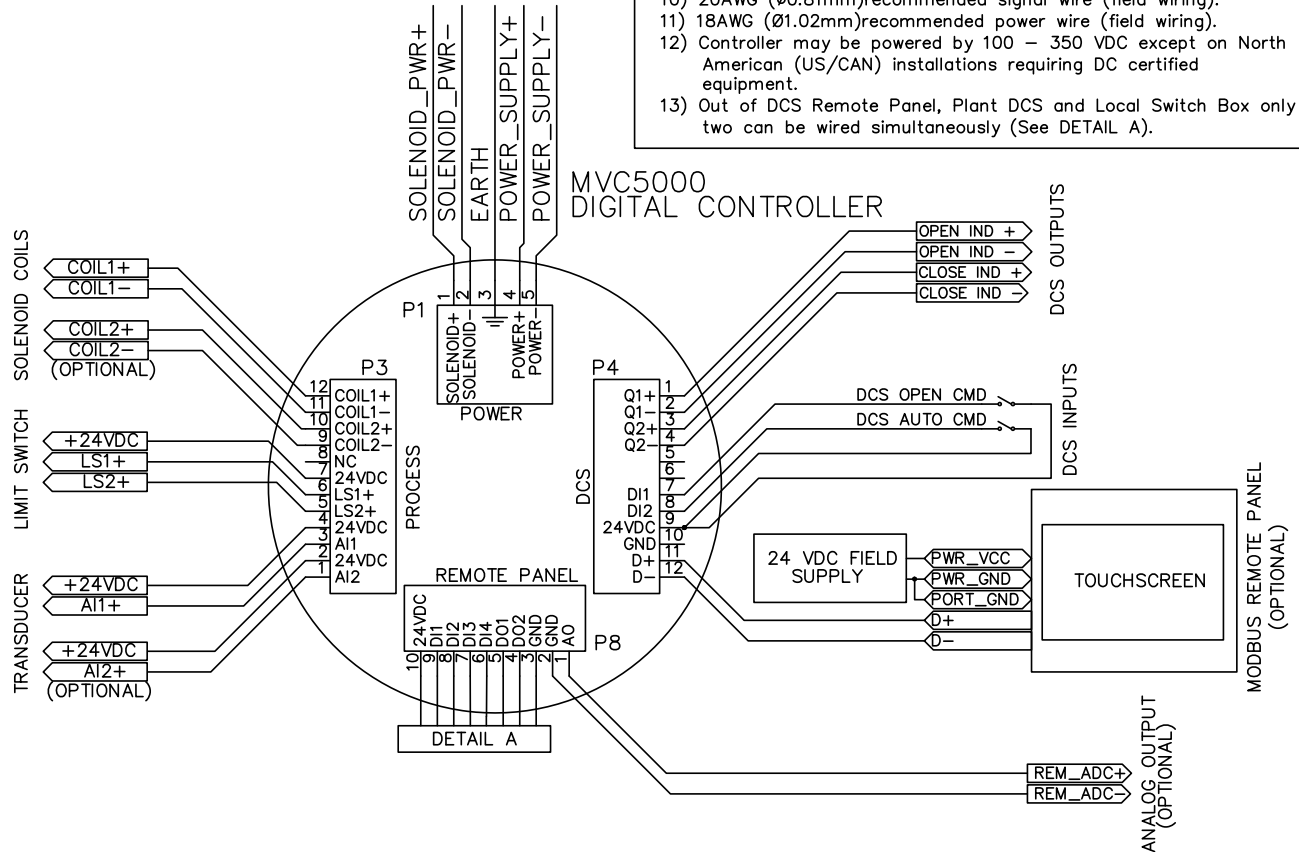 10) 20AWG (Ø0.81mm)recommended signal wire (field wiring).
11) 18AWG (Ø1.02mm)recommended power wire (field wiring).
12) Controller may be powered by 100 – 350 VDC except on North
American (US/CAN) installations requiring DC certified
equipment.
13) Out of DCS Remote Panel, Plant DCS and Local Switch Box only
two can be wired simultaneously (See DETAIL A).
SOLENOID_PWR+
SOLENOID_PWR-
EARTH
POWER_SUPPLY+
POWER_SUPPLY-
MVC5000
DIGITAL CONTROLLER
SOLENOID COILS
COIL1+
COIL1-
COIL2+
COIL2-
(OPTIONAL)
LIMIT SWITCH
+24VDC
LS1+
LS2+
TRANSDUCER
+24VDC
AI1+
+24VDC
AI2+
(OPTIONAL)
P1
1
2
3
4
5
SOLENOID+
SOLENOID-
POWER+
POWER-
POWER
P3
12
11
10
9
8
7
6
5
4
3
2
1
COIL1+
COIL1-
COIL2+
COIL2-
NC
24VDC
LS1+
LS2+
24VDC
AI1
24VDC
AI2
PROCESS
P4
Q1+
Q1-
Q2+
Q2-
DI1
DI2
24VDC
GND
D+
D-
DCS
1
2
3
4
5
6
7
8
9
10
11
12
OPEN IND +
OPEN IND -
CLOSE IND +
CLOSE IND -
DCS OUTPUTS
DCS OPEN CMD
DCS AUTO CMD
DCS INPUTS
24 VDC FIELD
SUPPLY
PWR_VCC
PWR_GND
PORT_GND
D+
D-
TOUCHSCREEN
MODBUS REMOTE PANEL
(OPTIONAL)
REMOTE PANEL
24VDC
DI1
DI2
DI3
DI4
DO1
DO2
GND
GND
AO
P8
10
9
8
7
6
5
4
3
2
1
DETAIL A
REM_ADC+
REM_ADC-
ANALOG OUTPUT
(OPTIONAL)